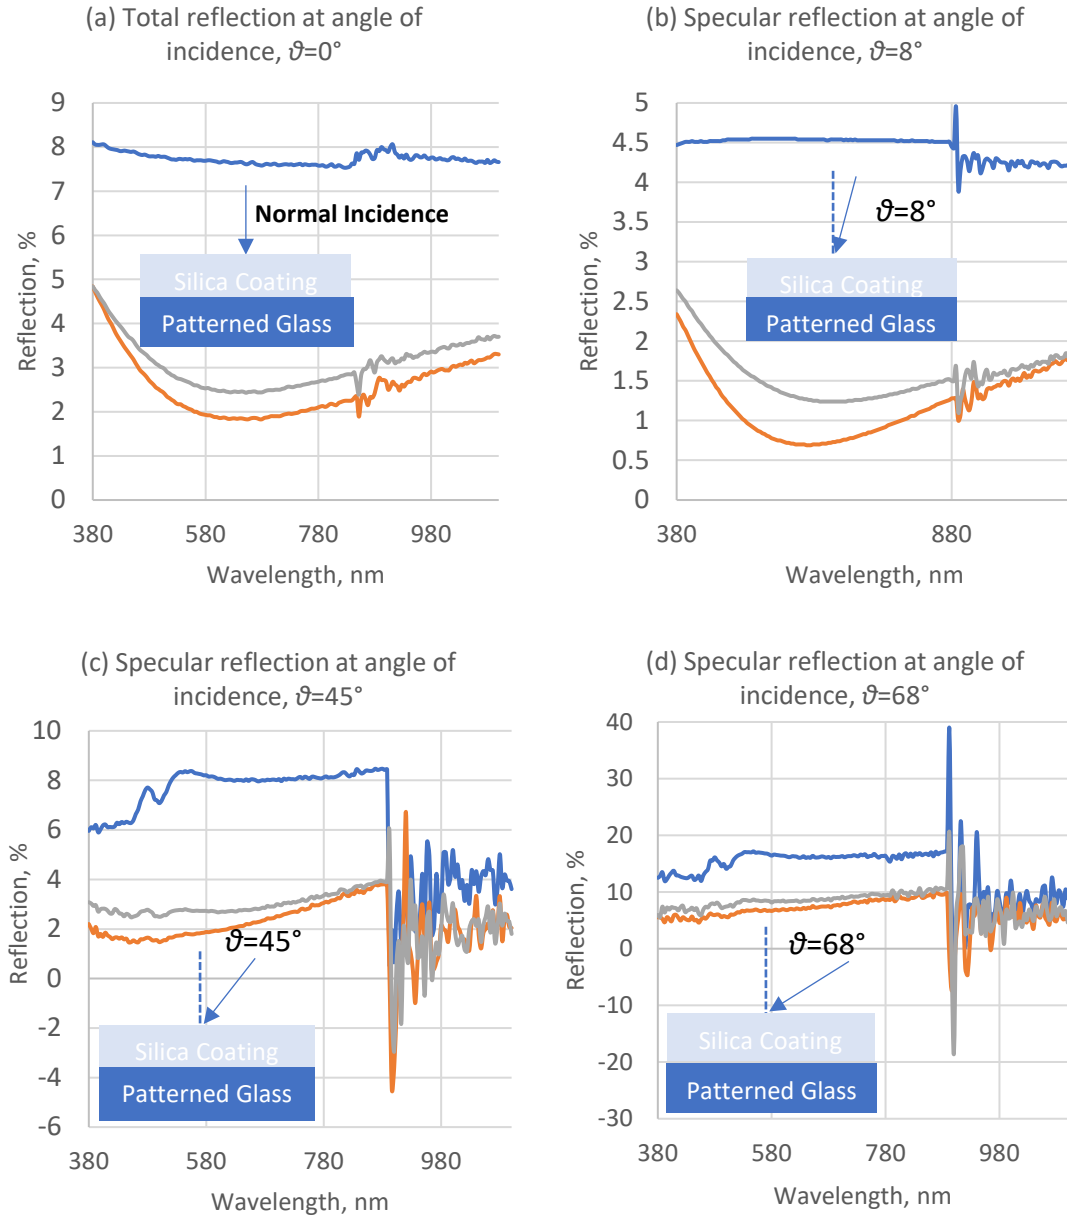 (a) Total reflection at angle of
incidence, ϑ=0°
9
8
7
6
5
4
3
2
1
0
Reflection, %
Normal Incidence
Silica Coating
Patterned Glass
380 580 780 980
Wavelength, nm
(b) Specular reflection at angle of
incidence, ϑ=8°
5
4.5
4
3.5
3
2.5
2
1.5
1
0.5
0
Reflection, %
ϑ=8°
Silica Coating
Patterned Glass
380 880
Wavelength, nm
(c) Specular reflection at angle of
incidence, ϑ=45°
10
8
6
4
2
0
-2
-4
-6
Reflection, %
ϑ=45°
Silica Coating
Patterned Glass
380 580 780 980
Wavelength, nm
(d) Specular reflection at angle of
incidence, ϑ=68°
40
30
20
10
0
-10
-20
-30
Reflection, %
ϑ=68°
Silica Coating
Patterned Glass
380 580 780 980
Wavelength, nm